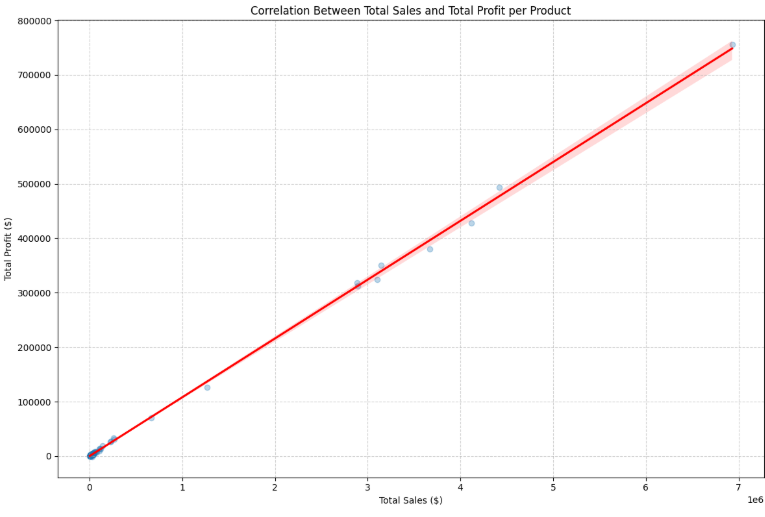 Correlation Between Total Sales and Total Profit per Product
Total Profit ($)
800000
700000
600000
500000
400000
300000
200000
100000
0
0 1 2 3 4 5 6 7
1e6
Total Sales ($)